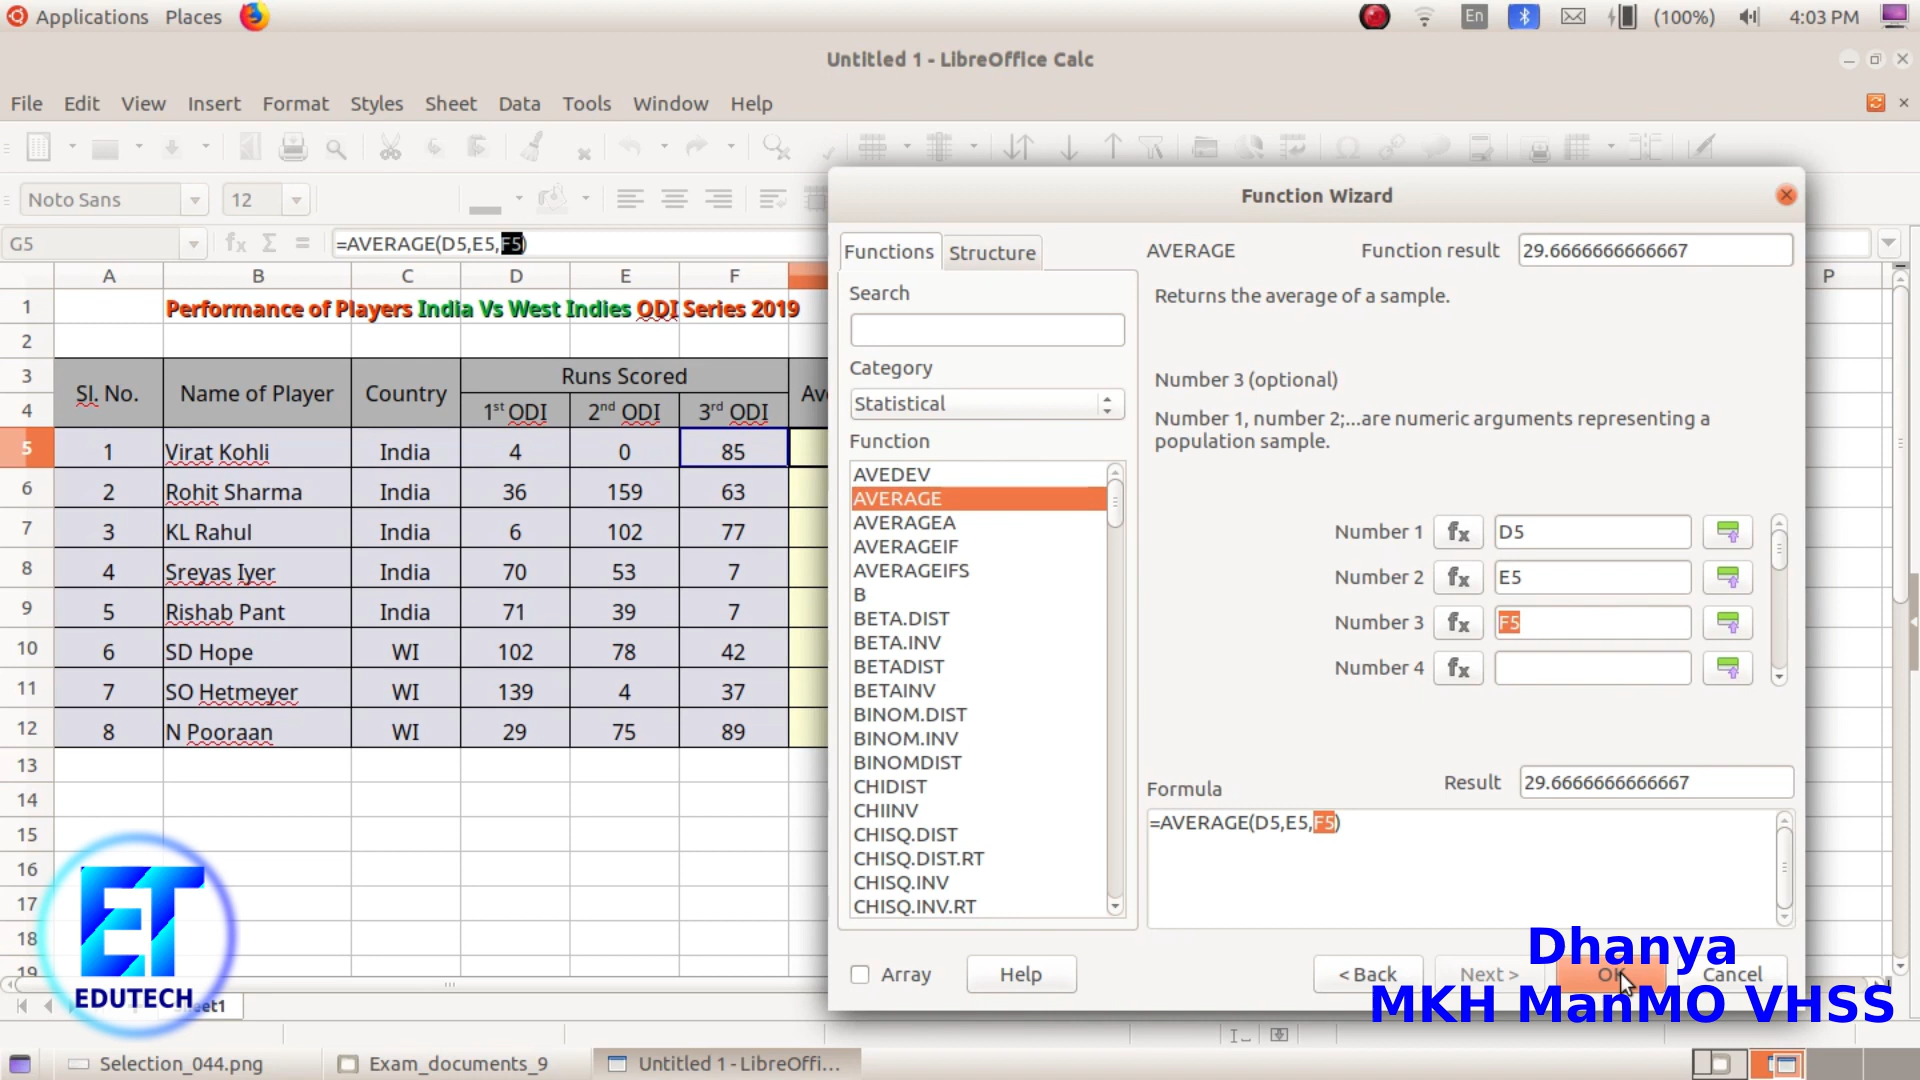 Applications Places En (100%) 4:03 PM
Untitled 1 - LibreOffice Calc
File Edit View Insert Format Styles Sheet Data Tools Window Help
Noto Sans 12
G5 =AVERAGE(D5,E5,F5)
A B C D E F P
1 Performance of Players India Vs West Indies ODI Series 2019
2
3 Sl. No. Name of Player Country Runs Scored
4 1st ODI 2nd ODI 3rd ODI
5 1 Virat Kohli India 4 0 85
6 2 Rohit Sharma India 36 159 63
7 3 KL Rahul India 6 102 77
8 4 Sreyas Iyer India 70 53 7
9 5 Rishab Pant India 71 39 7
10 6 SD Hope WI 102 78 42
11 7 SO Hetmeyer WI 139 4 37
12 8 N Pooraan WI 29 75 89
13
14
15
16
17
18
19
Function Wizard
Functions Structure
Search
Category
Statistical
Function
AVEDEV
AVERAGE
AVERAGEA
AVERAGEIF
AVERAGEIFS
B
BETA.DIST
BETA.INV
BETADIST
BETAINV
BINOM.DIST
BINOM.INV
BINOMDIST
CHIDIST
CHIINV
CHISQ.DIST
CHISQ.DIST.RT
CHISQ.INV
CHISQ.INV.RT
AVERAGE Function result 29.6666666666667
Returns the average of a sample.
Number 3 (optional)
Number 1, number 2;...are numeric arguments representing a
population sample.
Number 1 fx D5
Number 2 fx E5
Number 3 fx F5
Number 4 fx
Formula Result 29.6666666666667
=AVERAGE(D5,E5,F5)
Array Help < Back Next > OK Cancel
Dhanya
MKH ManMO VHSS
ET
EDUTECH
Selection_044.png Exam_documents_9 Untitled 1 - LibreOffi...